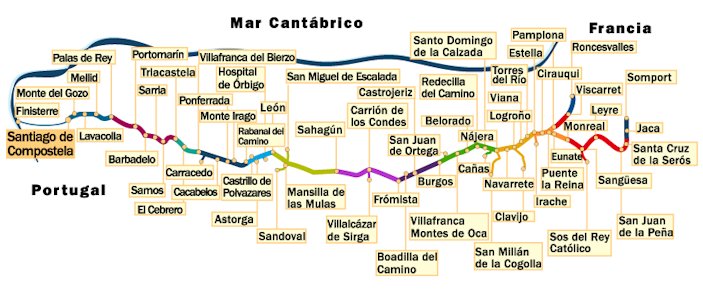 Mar Cantábrico
Francia
Portugal
Palas de Rey
Portomarín
Villafranca del Bierzo
Santo Domingo
de la Calzada
Pamplona
Estella
Roncesvalles
Mellid
Triacastela
Hospital
de Órbigo
San Miguel de Escalada
Redecilla
del Camino
Torres
del Río
Cirauqui
Somport
Monte del Gozo
Sarria
Ponferrada
León
Castrojeriz
Viana
Viscarret
Finisterre
Monte Irago
Carrión de
los Condes
Belorado
Logroño
Leyre
Santiago de
Compostela
Lavacolla
Rabanal del
Camino
Sahagún
San Juan
de Ortega
Nájera
Monreal
Jaca
Barbadelo
Eunate
Santa Cruz
de la Serós
Samos
Carracedo
Castrillo de
Polvazares
Mansilla de
las Mulas
Burgos
Cañas
Navarrete
Puente
la Reina
Sangüesa
El Cebrero
Cacabelos
Frómista
Irache
Astorga
Villalcázar
de Sirga
Villafranca
Montes de Oca
Clavijo
San Juan
de la Peña
Sandoval
Boadilla del
Camino
San Millán
de la Cogolla
Sos del Rey
Católico